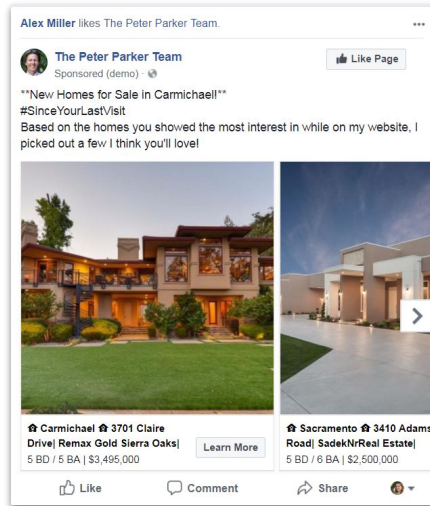 Alex Miller likes The Peter Parker Team.
The Peter Parker Team
Like Page
Sponsored (demo) ·
**New Homes for Sale in Carmichael!**
#SinceYourLastVisit
Based on the homes you showed the most interest in while on my website, I
picked out a few I think you'll love!
Carmichael 3701 Claire
Drive| Remax Gold Sierra Oaks|
5 BD / 5 BA | $3,495,000
Learn More
Sacramento 3410 Adams
Road| SadekNrReal Estate|
5 BD / 6 BA | $2,500,000
Like
Comment
Share